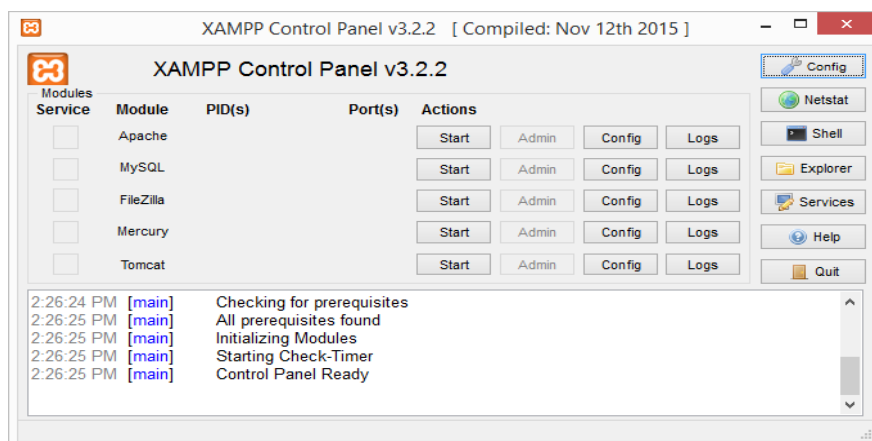 XAMPP Control Panel v3.2.2 [ Compiled: Nov 12th 2015 ]
XAMPP Control Panel v3.2.2
Config
Modules
Netstat
Service Module PID(s) Port(s) Actions
Apache Start Admin Config Logs
Shell
MySQL Start Admin Config Logs
Explorer
FileZilla Start Admin Config Logs
Services
Mercury Start Admin Config Logs
Help
Tomcat Start Admin Config Logs
Quit
2:26:24 PM [main] Checking for prerequisites
2:26:25 PM [main] All prerequisites found
2:26:25 PM [main] Initializing Modules
2:26:25 PM [main] Starting Check-Timer
2:26:25 PM [main] Control Panel Ready